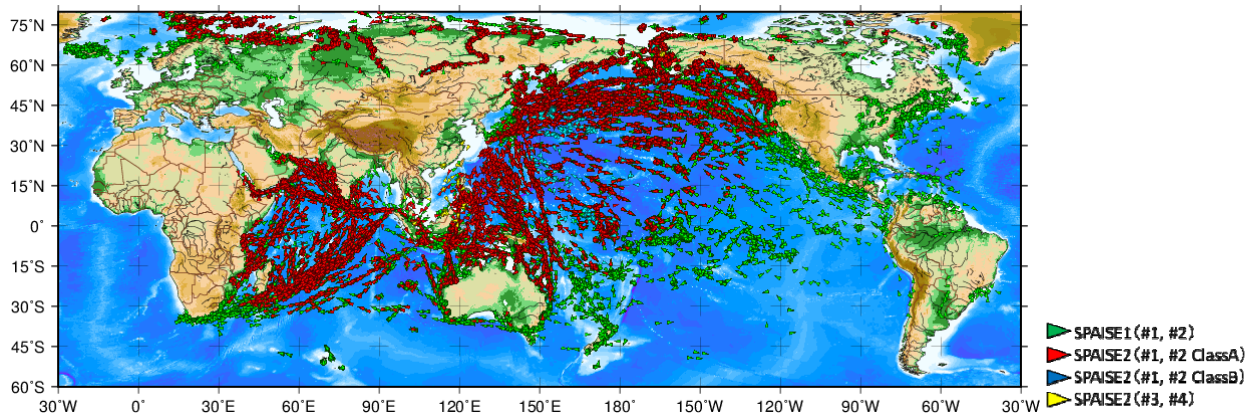 75˚N
60˚N
45˚N
30˚N
15˚N
0˚
15˚S
30˚S
45˚S
60˚S
30˚W 0˚ 30˚E 60˚E 90˚E 120˚E 150˚E 180˚ 150˚W 120˚W 90˚W 60˚W 30˚W
SPAISE1(#1, #2)
SPAISE2(#1, #2 ClassA)
SPAISE2(#1, #2 ClassB)
SPAISE2(#3, #4)